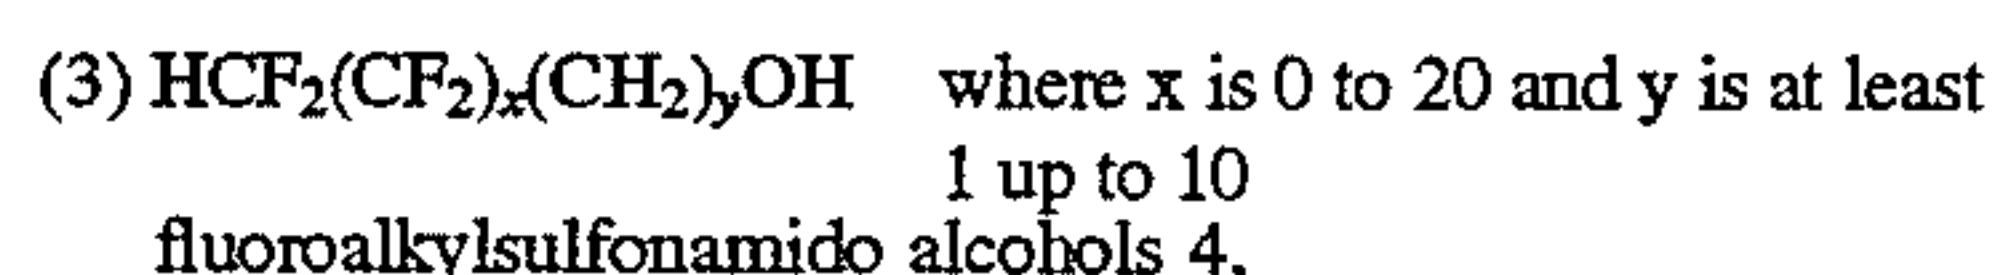 (3) HCF₂(CF₂)ₓ(CH₂)ᵧOH where x is 0 to 20 and y is at least
1 up to 10
fluoroalkylsulfonamido alcohols 4,